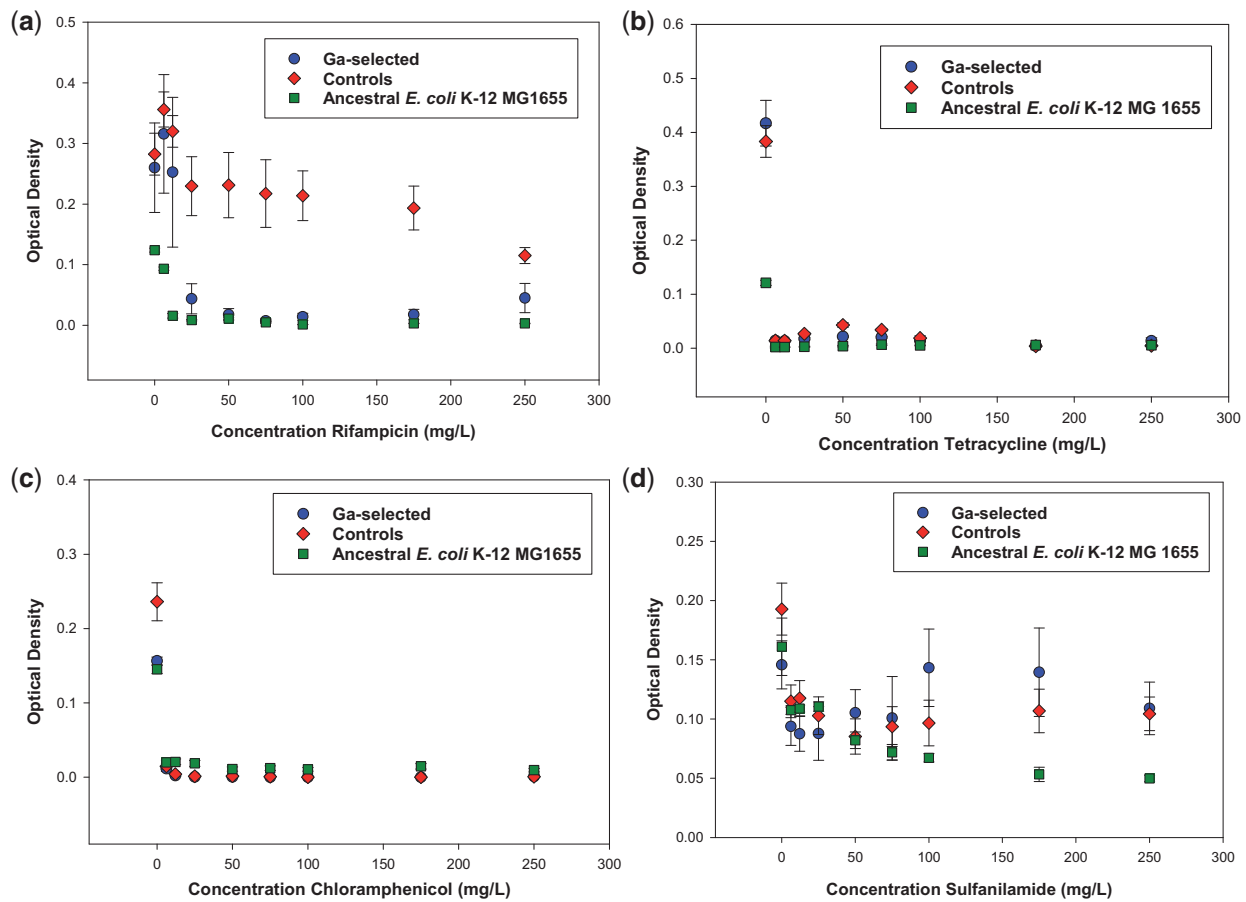 (a)
0.5
0.4
0.3
0.2
0.1
0.0
Optical Density
Ga-selected
Controls
Ancestral E. coli K-12 MG1655
0 50 100 150 200 250 300
Concentration Rifampicin (mg/L)
(b)
0.6
0.5
0.4
0.3
0.2
0.1
0.0
Optical Density
Ga-selected
Controls
Ancestral E. coli K-12 MG 1655
0 50 100 150 200 250 300
Concentration Tetracycline (mg/L)
(c)
0.4
0.3
0.2
0.1
0.0
Optical Density
Ga-selected
Controls
Ancestral E. coli K-12 MG1655
0 50 100 150 200 250 300
Concentration Chloramphenicol (mg/L)
(d)
0.30
0.25
0.20
0.15
0.10
0.05
0.00
Optical Density
Ga-selected
Controls
Ancestral E. coli K-12 MG 1655
0 50 100 150 200 250 300
Concentration Sulfanilamide (mg/L)